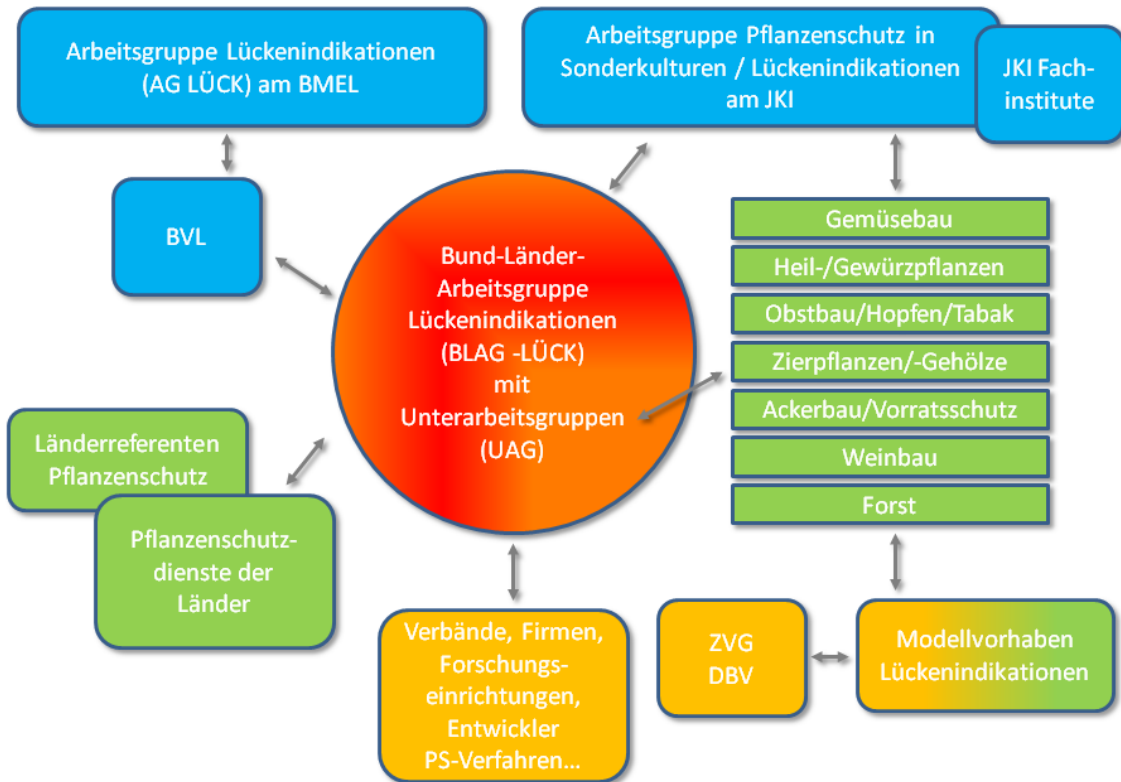 Arbeitsgruppe Lückenindikationen
(AG LÜCK) am BMEL
Arbeitsgruppe Pflanzenschutz in
Sonderkulturen / Lückenindikationen
am JKI
JKI Fach-
institute
BVL
Bund-Länder-
Arbeitsgruppe
Lückenindikationen
(BLAG -LÜCK)
mit
Unterarbeitsgruppen
(UAG)
Gemüsebau
Heil-/Gewürzpflanzen
Obstbau/Hopfen/Tabak
Zierpflanzen/-Gehölze
Ackerbau/Vorratsschutz
Weinbau
Forst
Länderreferenten
Pflanzenschutz
Pflanzenschutz-
dienste der
Länder
Verbände, Firmen,
Forschungs-
einrichtungen,
Entwickler
PS-Verfahren...
ZVG
DBV
Modellvorhaben
Lückenindikationen